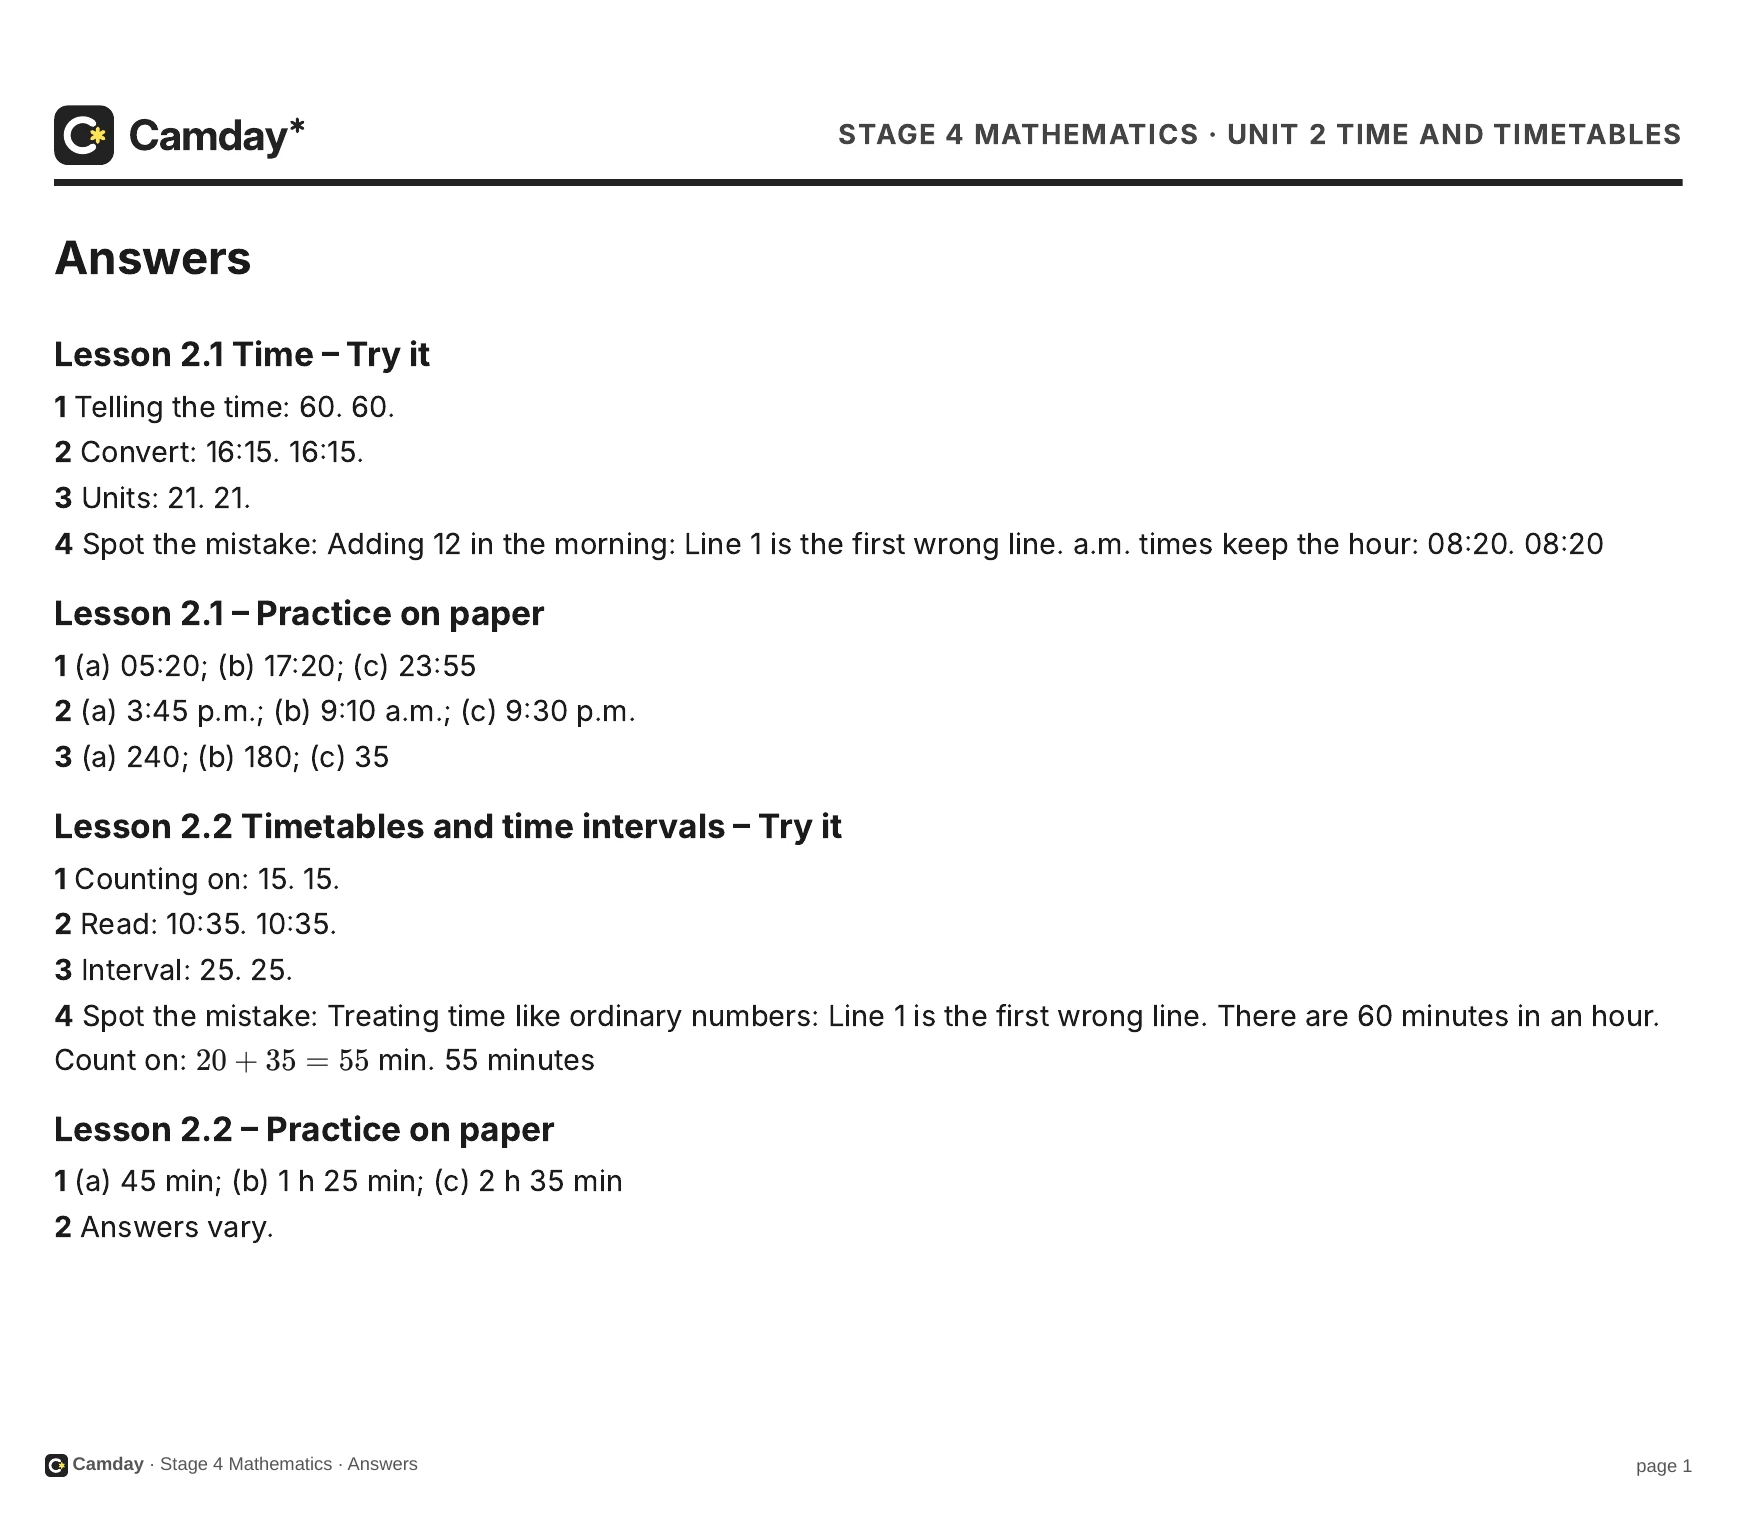 Camday*
STAGE 4 MATHEMATICS · UNIT 2 TIME AND TIMETABLES
Answers
Lesson 2.1 Time – Try it
1 Telling the time: 60. 60.
2 Convert: 16:15. 16:15.
3 Units: 21. 21.
4 Spot the mistake: Adding 12 in the morning: Line 1 is the first wrong line. a.m. times keep the hour: 08:20. 08:20
Lesson 2.1 – Practice on paper
1 (a) 05:20; (b) 17:20; (c) 23:55
2 (a) 3:45 p.m.; (b) 9:10 a.m.; (c) 9:30 p.m.
3 (a) 240; (b) 180; (c) 35
Lesson 2.2 Timetables and time intervals – Try it
1 Counting on: 15. 15.
2 Read: 10:35. 10:35.
3 Interval: 25. 25.
4 Spot the mistake: Treating time like ordinary numbers: Line 1 is the first wrong line. There are 60 minutes in an hour.
Count on: 20 + 35 = 55 min. 55 minutes
Lesson 2.2 – Practice on paper
1 (a) 45 min; (b) 1 h 25 min; (c) 2 h 35 min
2 Answers vary.
Camday · Stage 4 Mathematics · Answers
page 1